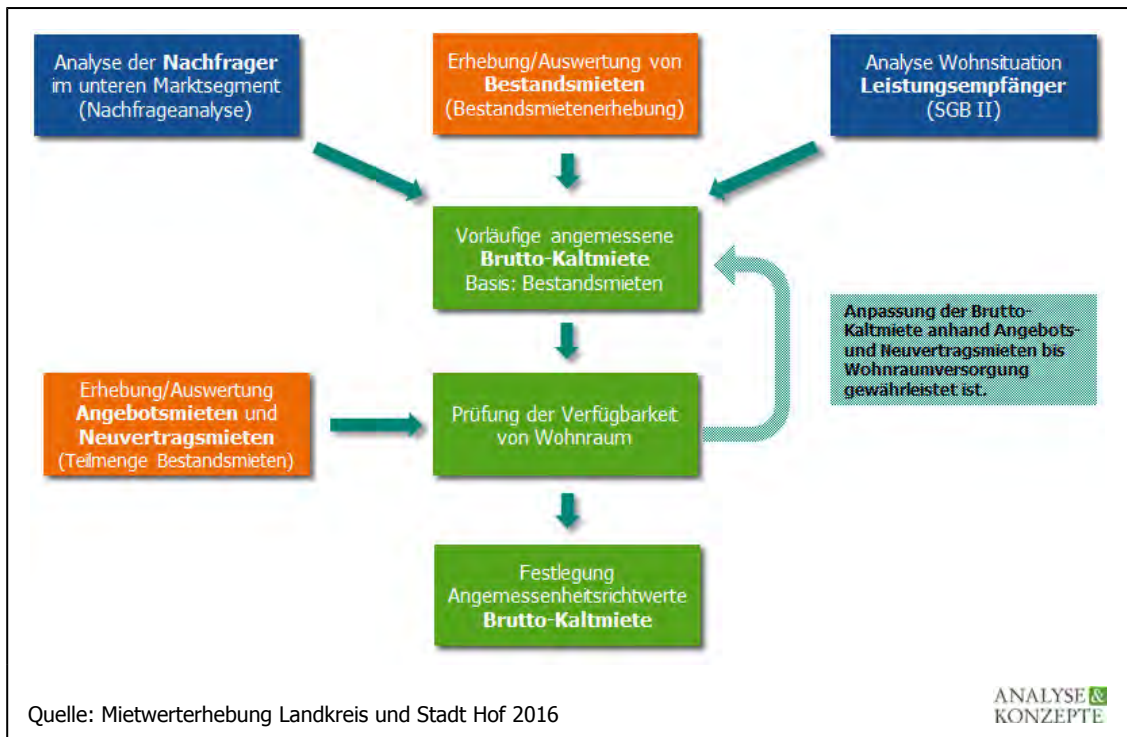 Analyse der Nachfrager
im unteren Marktsegment
(Nachfrageanalyse)
Erhebung/Auswertung von
Bestandsmieten
(Bestandsmietenerhebung)
Analyse Wohnsituation
Leistungsempfänger
(SGB II)
Vorläufige angemessene
Brutto-Kaltmiete
Basis: Bestandsmieten
Anpassung der Brutto-
Kaltmiete anhand Angebots-
und Neuvertragsmieten bis
Wohnraumversorgung
gewährleistet ist.
Erhebung/Auswertung
Angebotsmieten und
Neuvertragsmieten
(Teilmenge Bestandsmieten)
Prüfung der Verfügbarkeit
von Wohnraum
Festlegung
Angemessenheitsrichtwerte
Brutto-Kaltmiete
Quelle: Mietwerterhebung Landkreis und Stadt Hof 2016
ANALYSE &
KONZEPTE